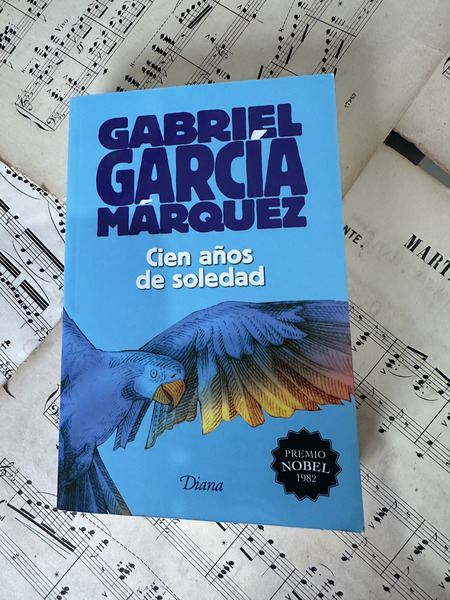 GABRIEL
GARCÍA
MÁRQUEZ
Cien años
de soledad
Diana
PREMIO
NOBEL
1982
MART